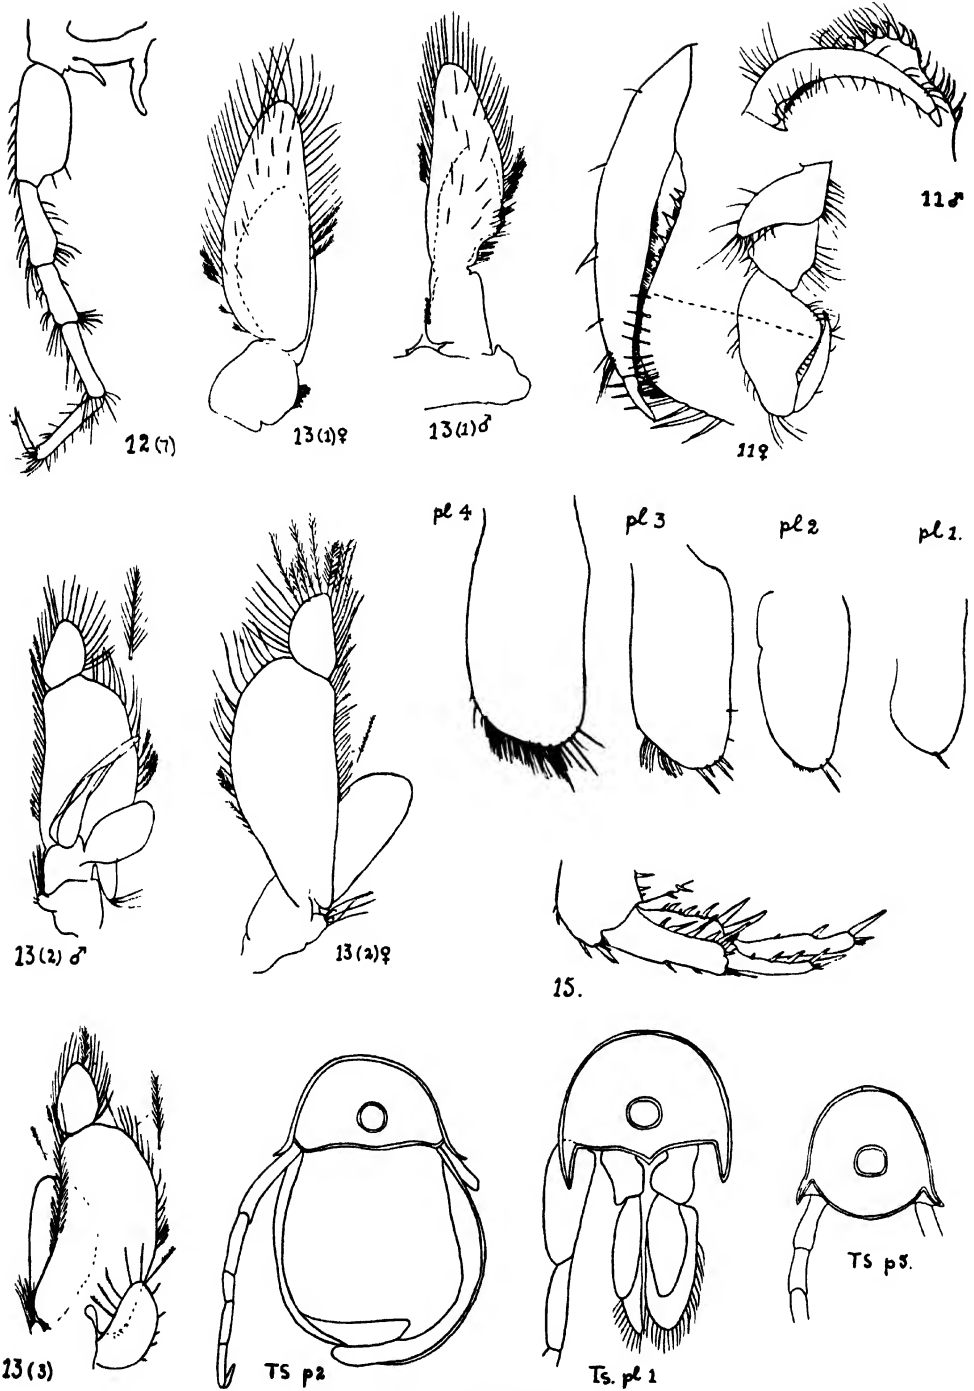 11♂
12(7)
13(1)♀
13(1)♂
11♀
pl 4
pl 3
pl 2
pl 1.
13(2)♂
13(2)♀
15.
13(3)
TS p2
Ts. pl 1
TS p5.